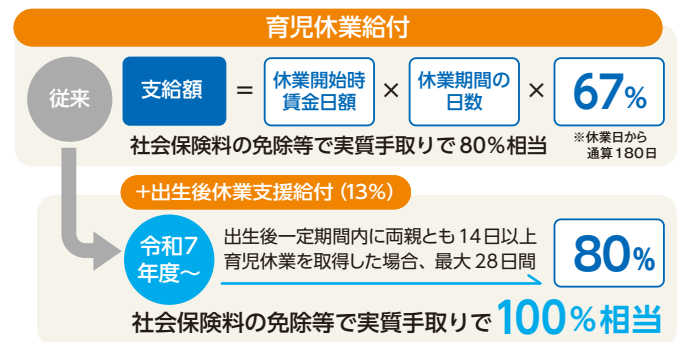 育児休業給付
従来
支給額 = 休業開始時賃金日額 × 休業期間の日数 × 67%
社会保険料の免除等で実質手取りで80%相当
※休業日から
通算180日
+出生後休業支援給付(13%)
令和7
年度~
出生後一定期間内に両親とも14日以上
育児休業を取得した場合、最大28日間
80%
社会保険料の免除等で実質手取りで100%相当